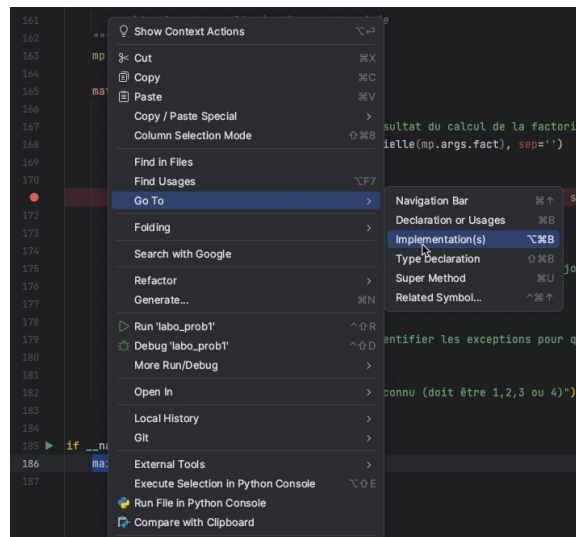 161
162 """
163 mp
164
165 mat
166
167 sultat du calcul de la factori
168 ielle(mp.args.fact), sep='')
169
170
172
173
174
175
176
177
178
179 entifier les exceptions pour q
180
181
182 connu (doit être 1,2,3 ou 4)")
183
184
185 if __na
186 mai
187
Show Context Actions ⌥⏎
Cut ⌘X
Copy ⌘C
Paste ⌘V
Copy / Paste Special >
Column Selection Mode ⇧⌘8
Find in Files
Find Usages ⌥F7
Go To >
Folding >
Search with Google
Refactor >
Generate... ⌘N
Run 'labo_prob1' ^⇧R
Debug 'labo_prob1' ^⇧D
More Run/Debug >
Open In >
Local History >
Git >
External Tools >
Execute Selection in Python Console ⌥⇧E
Run File in Python Console
Compare with Clipboard
Navigation Bar ⌘↑
Declaration or Usages ⌘B
Implementation(s) ⌥⌘B
Type Declaration ⇧⌘B
Super Method ⌘U
Related Symbol... ^⌘↑